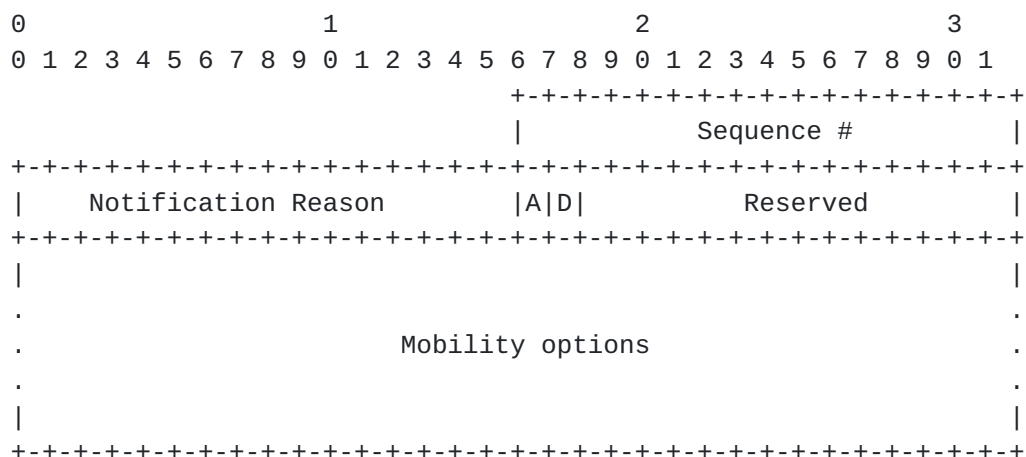 0                   1                   2                   3
0 1 2 3 4 5 6 7 8 9 0 1 2 3 4 5 6 7 8 9 0 1 2 3 4 5 6 7 8 9 0 1
                                +-+-+-+-+-+-+-+-+-+-+-+-+-+-+-+-+
                                |           Sequence #          |
+-+-+-+-+-+-+-+-+-+-+-+-+-+-+-+-+-+-+-+-+-+-+-+-+-+-+-+-+-+-+-+-+
|    Notification Reason        |A|D|          Reserved         |
+-+-+-+-+-+-+-+-+-+-+-+-+-+-+-+-+-+-+-+-+-+-+-+-+-+-+-+-+-+-+-+-+
|                                                               |
.                                                               .
.                        Mobility options                       .
.                                                               .
|                                                               |
+-+-+-+-+-+-+-+-+-+-+-+-+-+-+-+-+-+-+-+-+-+-+-+-+-+-+-+-+-+-+-+-+